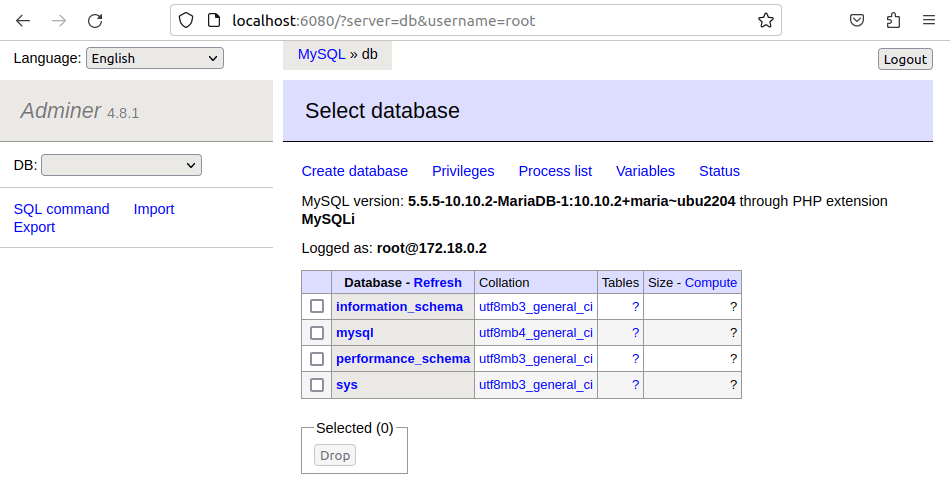 localhost:6080/?server=db&username=root
Language: English
MySQL » db
Logout
Adminer 4.8.1
Select database
DB:
SQL command Import
Export
Create database Privileges Process list Variables Status
MySQL version: 5.5.5-10.10.2-MariaDB-1:10.10.2+maria~ubu2204 through PHP extension
MySQLi
Logged as: root@172.18.0.2
Database - Refresh Collation Tables Size - Compute
information_schema utf8mb3_general_ci ? ?
mysql utf8mb4_general_ci ? ?
performance_schema utf8mb3_general_ci ? ?
sys utf8mb3_general_ci ? ?
Selected (0)
Drop